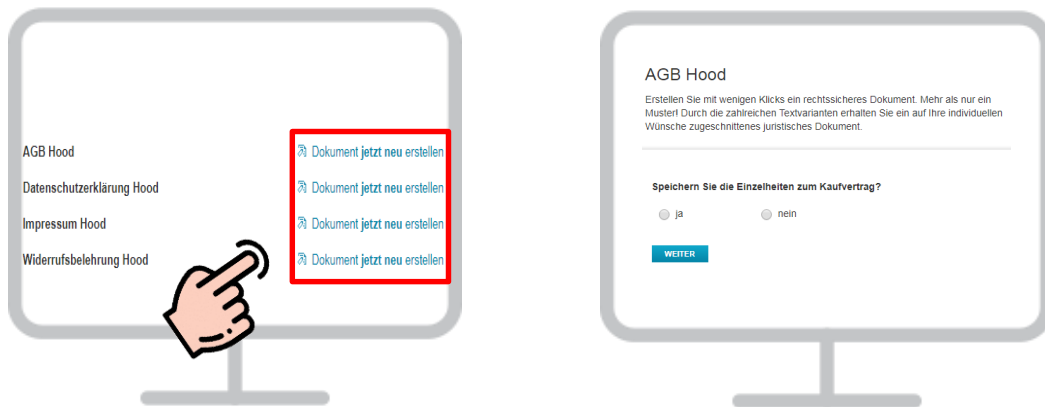 AGB Hood Dokument jetzt neu erstellen
Datenschutzerklärung Hood Dokument jetzt neu erstellen
Impressum Hood Dokument jetzt neu erstellen
Widerrufsbelehrung Hood Dokument jetzt neu erstellen
AGB Hood
Erstellen Sie mit wenigen Klicks ein rechtssicheres Dokument. Mehr als nur ein
Muster! Durch die zahlreichen Textvarianten erhalten Sie ein auf Ihre individuellen
Wünsche zugeschnittenes juristisches Dokument.
Speichern Sie die Einzelheiten zum Kaufvertrag?
ja nein
WEITER